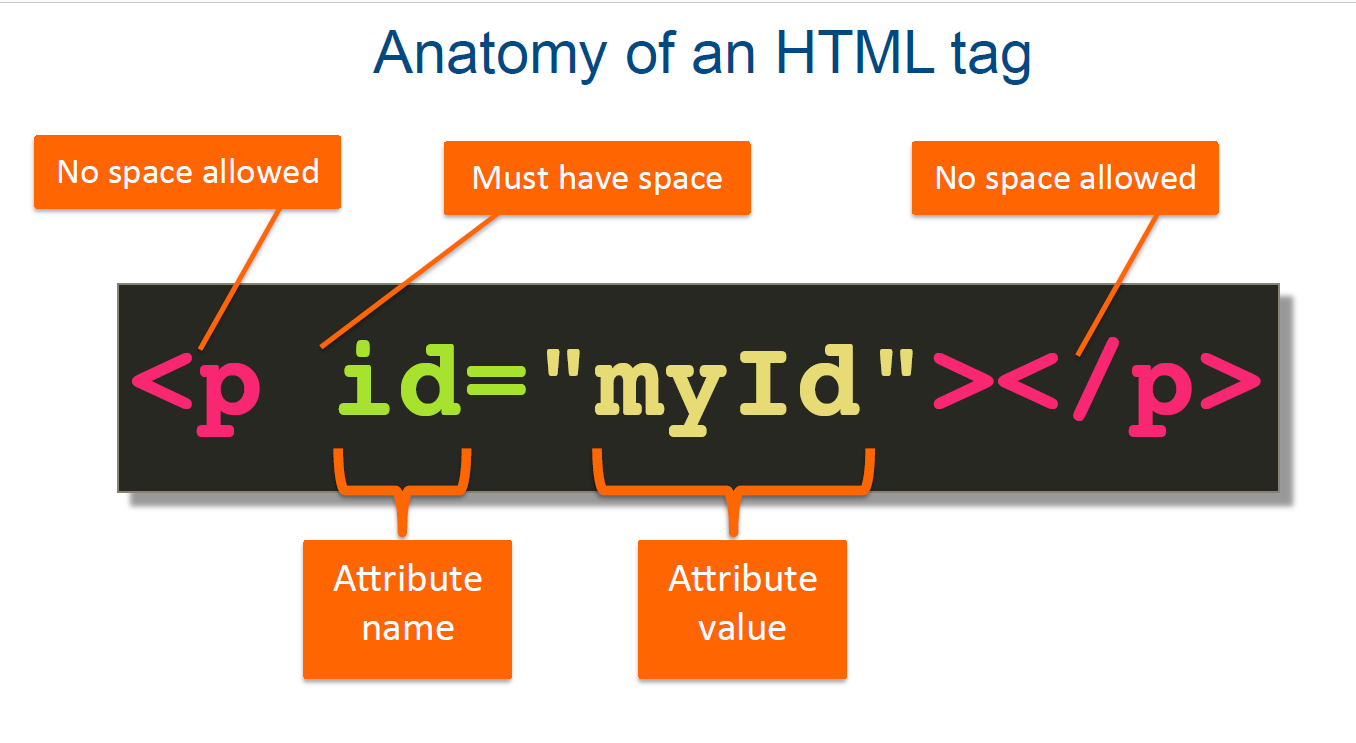 Anatomy of an HTML tag
No space allowed
Must have space
No space allowed
<p id="myId"></p>
Attribute
name
Attribute
value